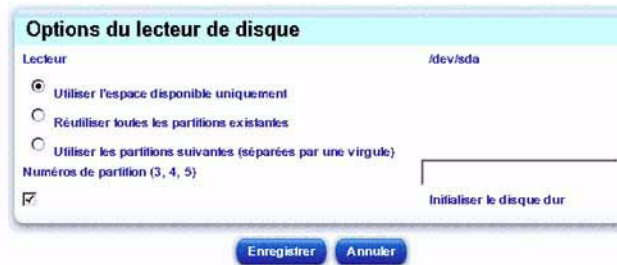 Options du lecteur de disque
Lecteur /dev/sda
Utiliser l'espace disponible uniquement
Réutiliser toutes les partitions existantes
Utiliser les partitions suivantes (séparées par une virgule)
Numéros de partition (3, 4, 5)
Initialiser le disque dur
Enregistrer Annuler